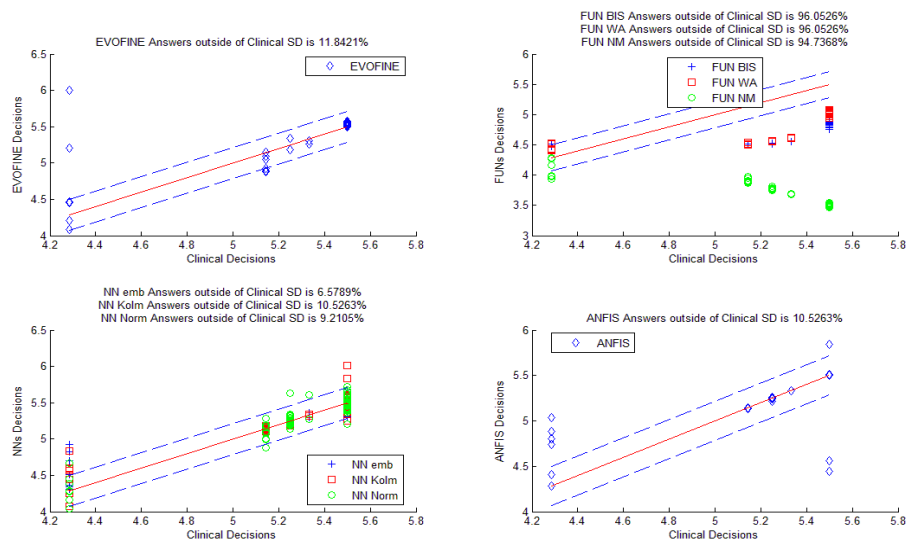 EVOFINE Answers outside of Clinical SD is 11.8421%
6.5
6
5.5
5
4.5
4
EVOFINE Decisions
EVOFINE
4.2 4.4 4.6 4.8 5 5.2 5.4 5.6 5.8
Clinical Decisions
FUN BIS Answers outside of Clinical SD is 96.0526%
FUN WA Answers outside of Clinical SD is 96.0526%
FUN NM Answers outside of Clinical SD is 94.7368%
6
5.5
5
4.5
4
3.5
3
FUNs Decisions
FUN BIS
FUN WA
FUN NM
4.2 4.4 4.6 4.8 5 5.2 5.4 5.6 5.8
Clinical Decisions
NN emb Answers outside of Clinical SD is 6.5789%
NN Kolm Answers outside of Clinical SD is 10.5263%
NN Norm Answers outside of Clinical SD is 9.2105%
6.5
6
5.5
5
4.5
4
NNs Decisions
NN emb
NN Kolm
NN Norm
4.2 4.4 4.6 4.8 5 5.2 5.4 5.6 5.8
Clinical Decisions
ANFIS Answers outside of Clinical SD is 10.5263%
6
5.5
5
4.5
4
ANFIS Decisions
ANFIS
4.2 4.4 4.6 4.8 5 5.2 5.4 5.6 5.8
Clinical Decisions